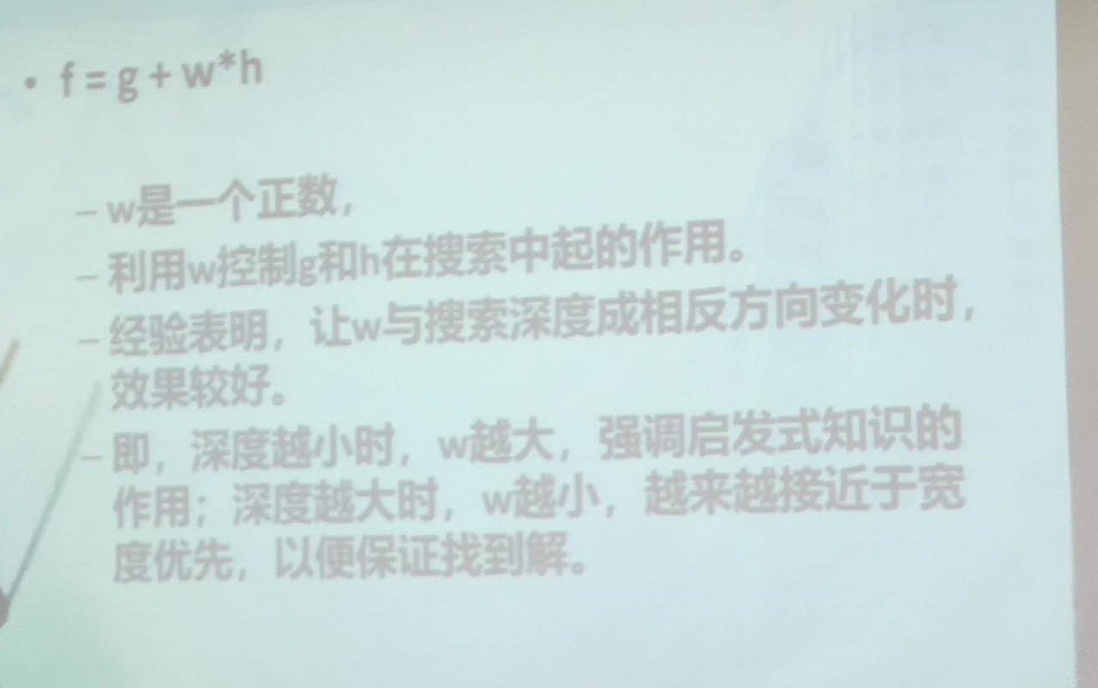 • f = g + w*h
– w是一个正数，
– 利用w控制g和h在搜索中起的作用。
– 经验表明，让w与搜索深度成相反方向变化时，
效果较好。
– 即，深度越小时，w越大，强调启发式知识的
作用；深度越大时，w越小，越来越接近于宽
度优先，以便保证找到解。